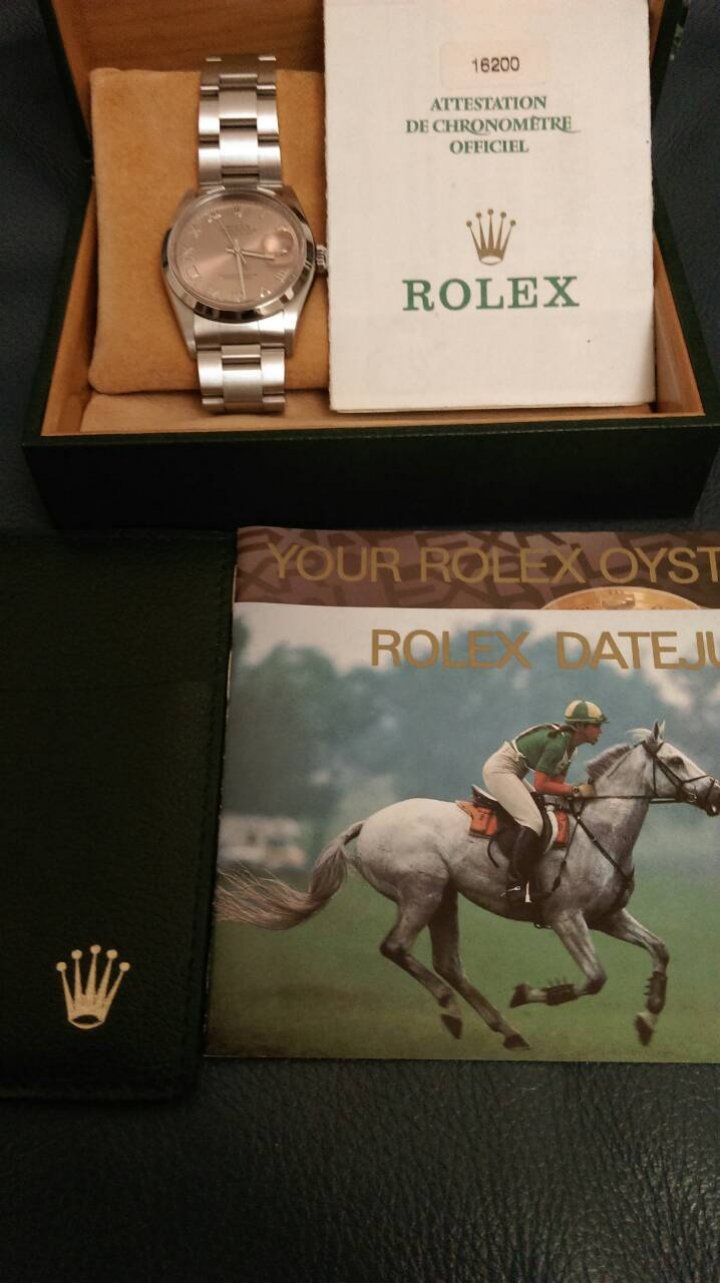 16200
ATTESTATION
DE CHRONOMÈTRE
OFFICIEL
ROLEX
YOUR ROLEX OYST
ROLEX DATEJU